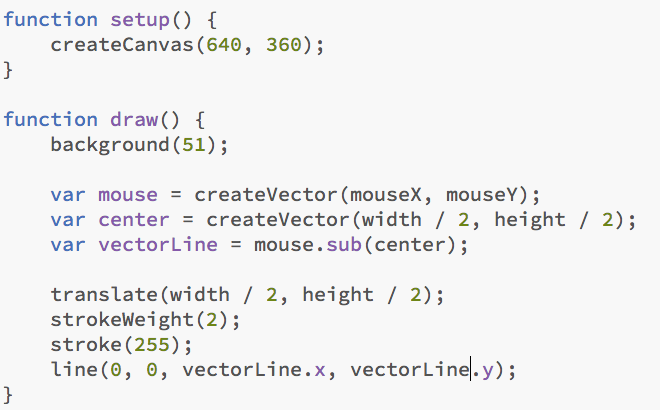 function setup() {
    createCanvas(640, 360);
}

function draw() {
    background(51);

    var mouse = createVector(mouseX, mouseY);
    var center = createVector(width / 2, height / 2);
    var vectorLine = mouse.sub(center);

    translate(width / 2, height / 2);
    strokeWeight(2);
    stroke(255);
    line(0, 0, vectorLine.x, vectorLine.y);
}